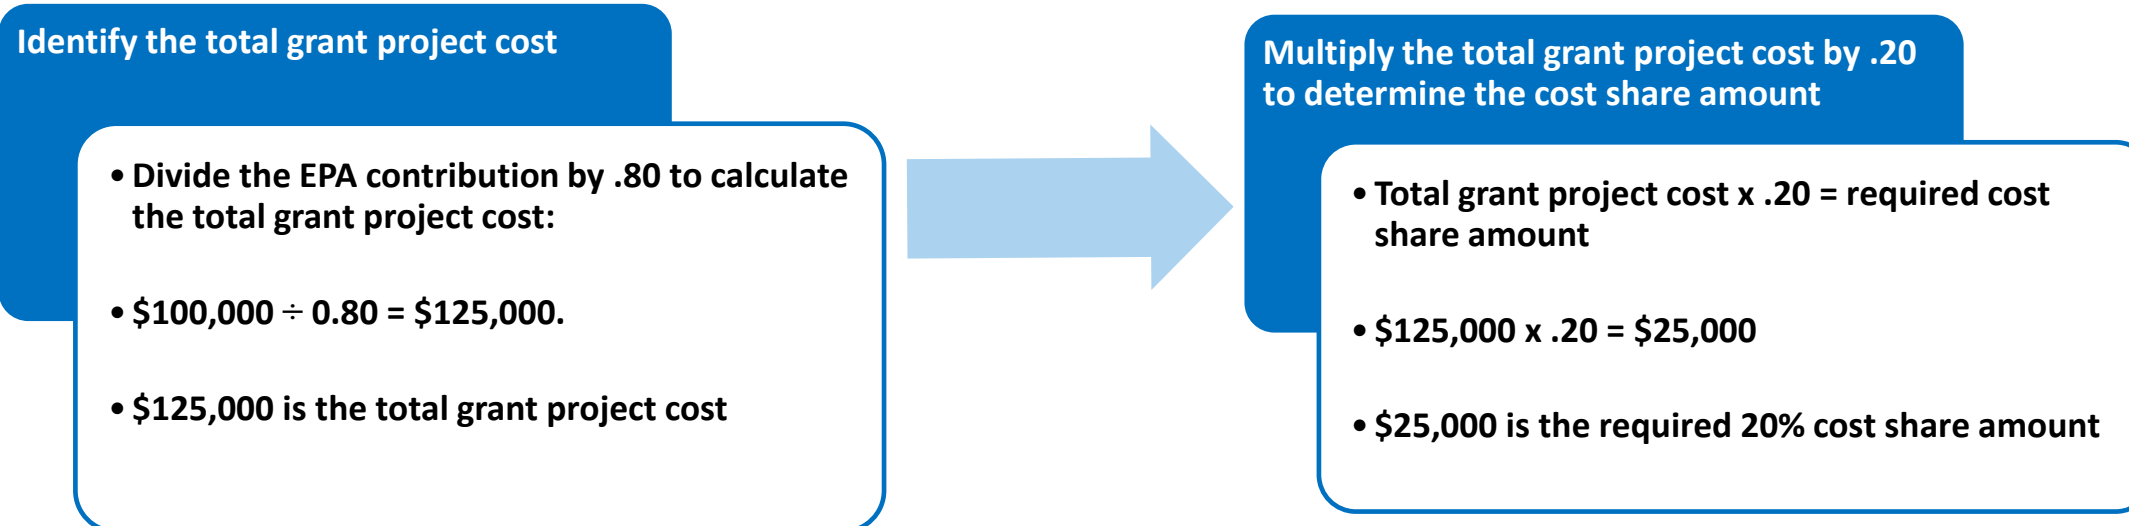 Identify the total grant project cost
• Divide the EPA contribution by .80 to calculate
the total grant project cost:
• $100,000 ÷ 0.80 = $125,000.
• $125,000 is the total grant project cost
Multiply the total grant project cost by .20
to determine the cost share amount
• Total grant project cost x .20 = required cost
share amount
• $125,000 x .20 = $25,000
• $25,000 is the required 20% cost share amount